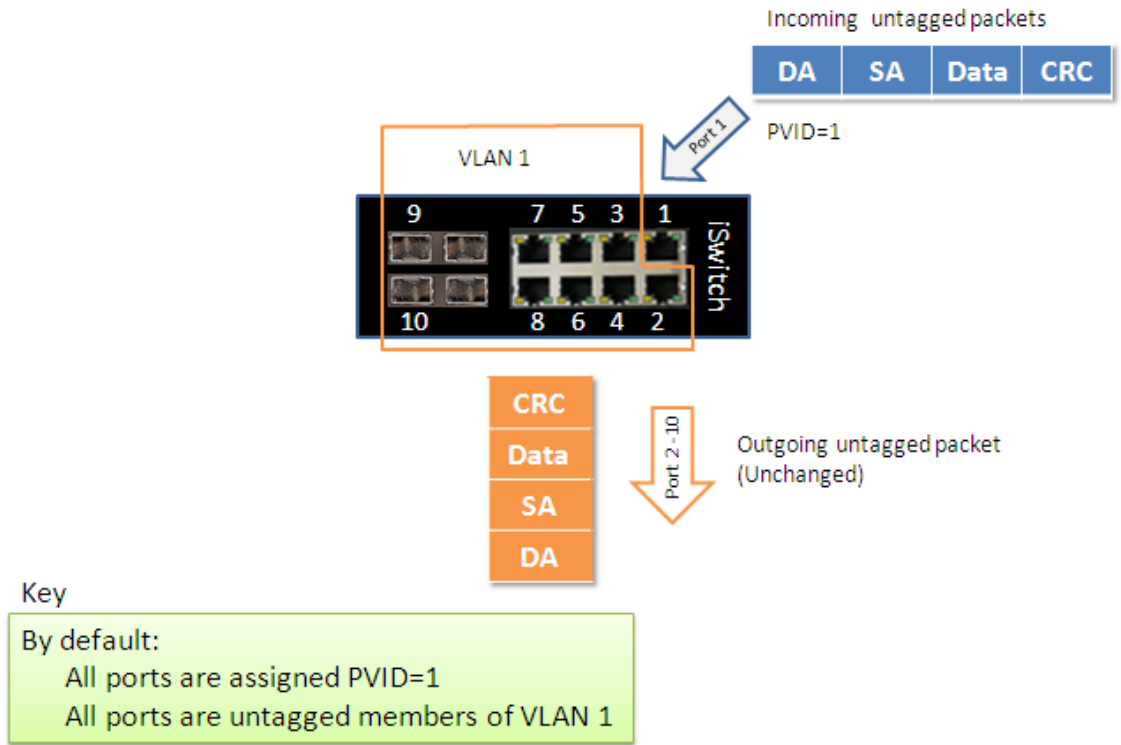 Incoming untagged packets
DA SA Data CRC
Port 1
PVID=1
VLAN 1
9 7 5 3 1
iSwitch
10 8 6 4 2
CRC
Data
SA
DA
Port 2 -10
Outgoing untagged packet
(Unchanged)
Key
By default:
All ports are assigned PVID=1
All ports are untagged members of VLAN 1